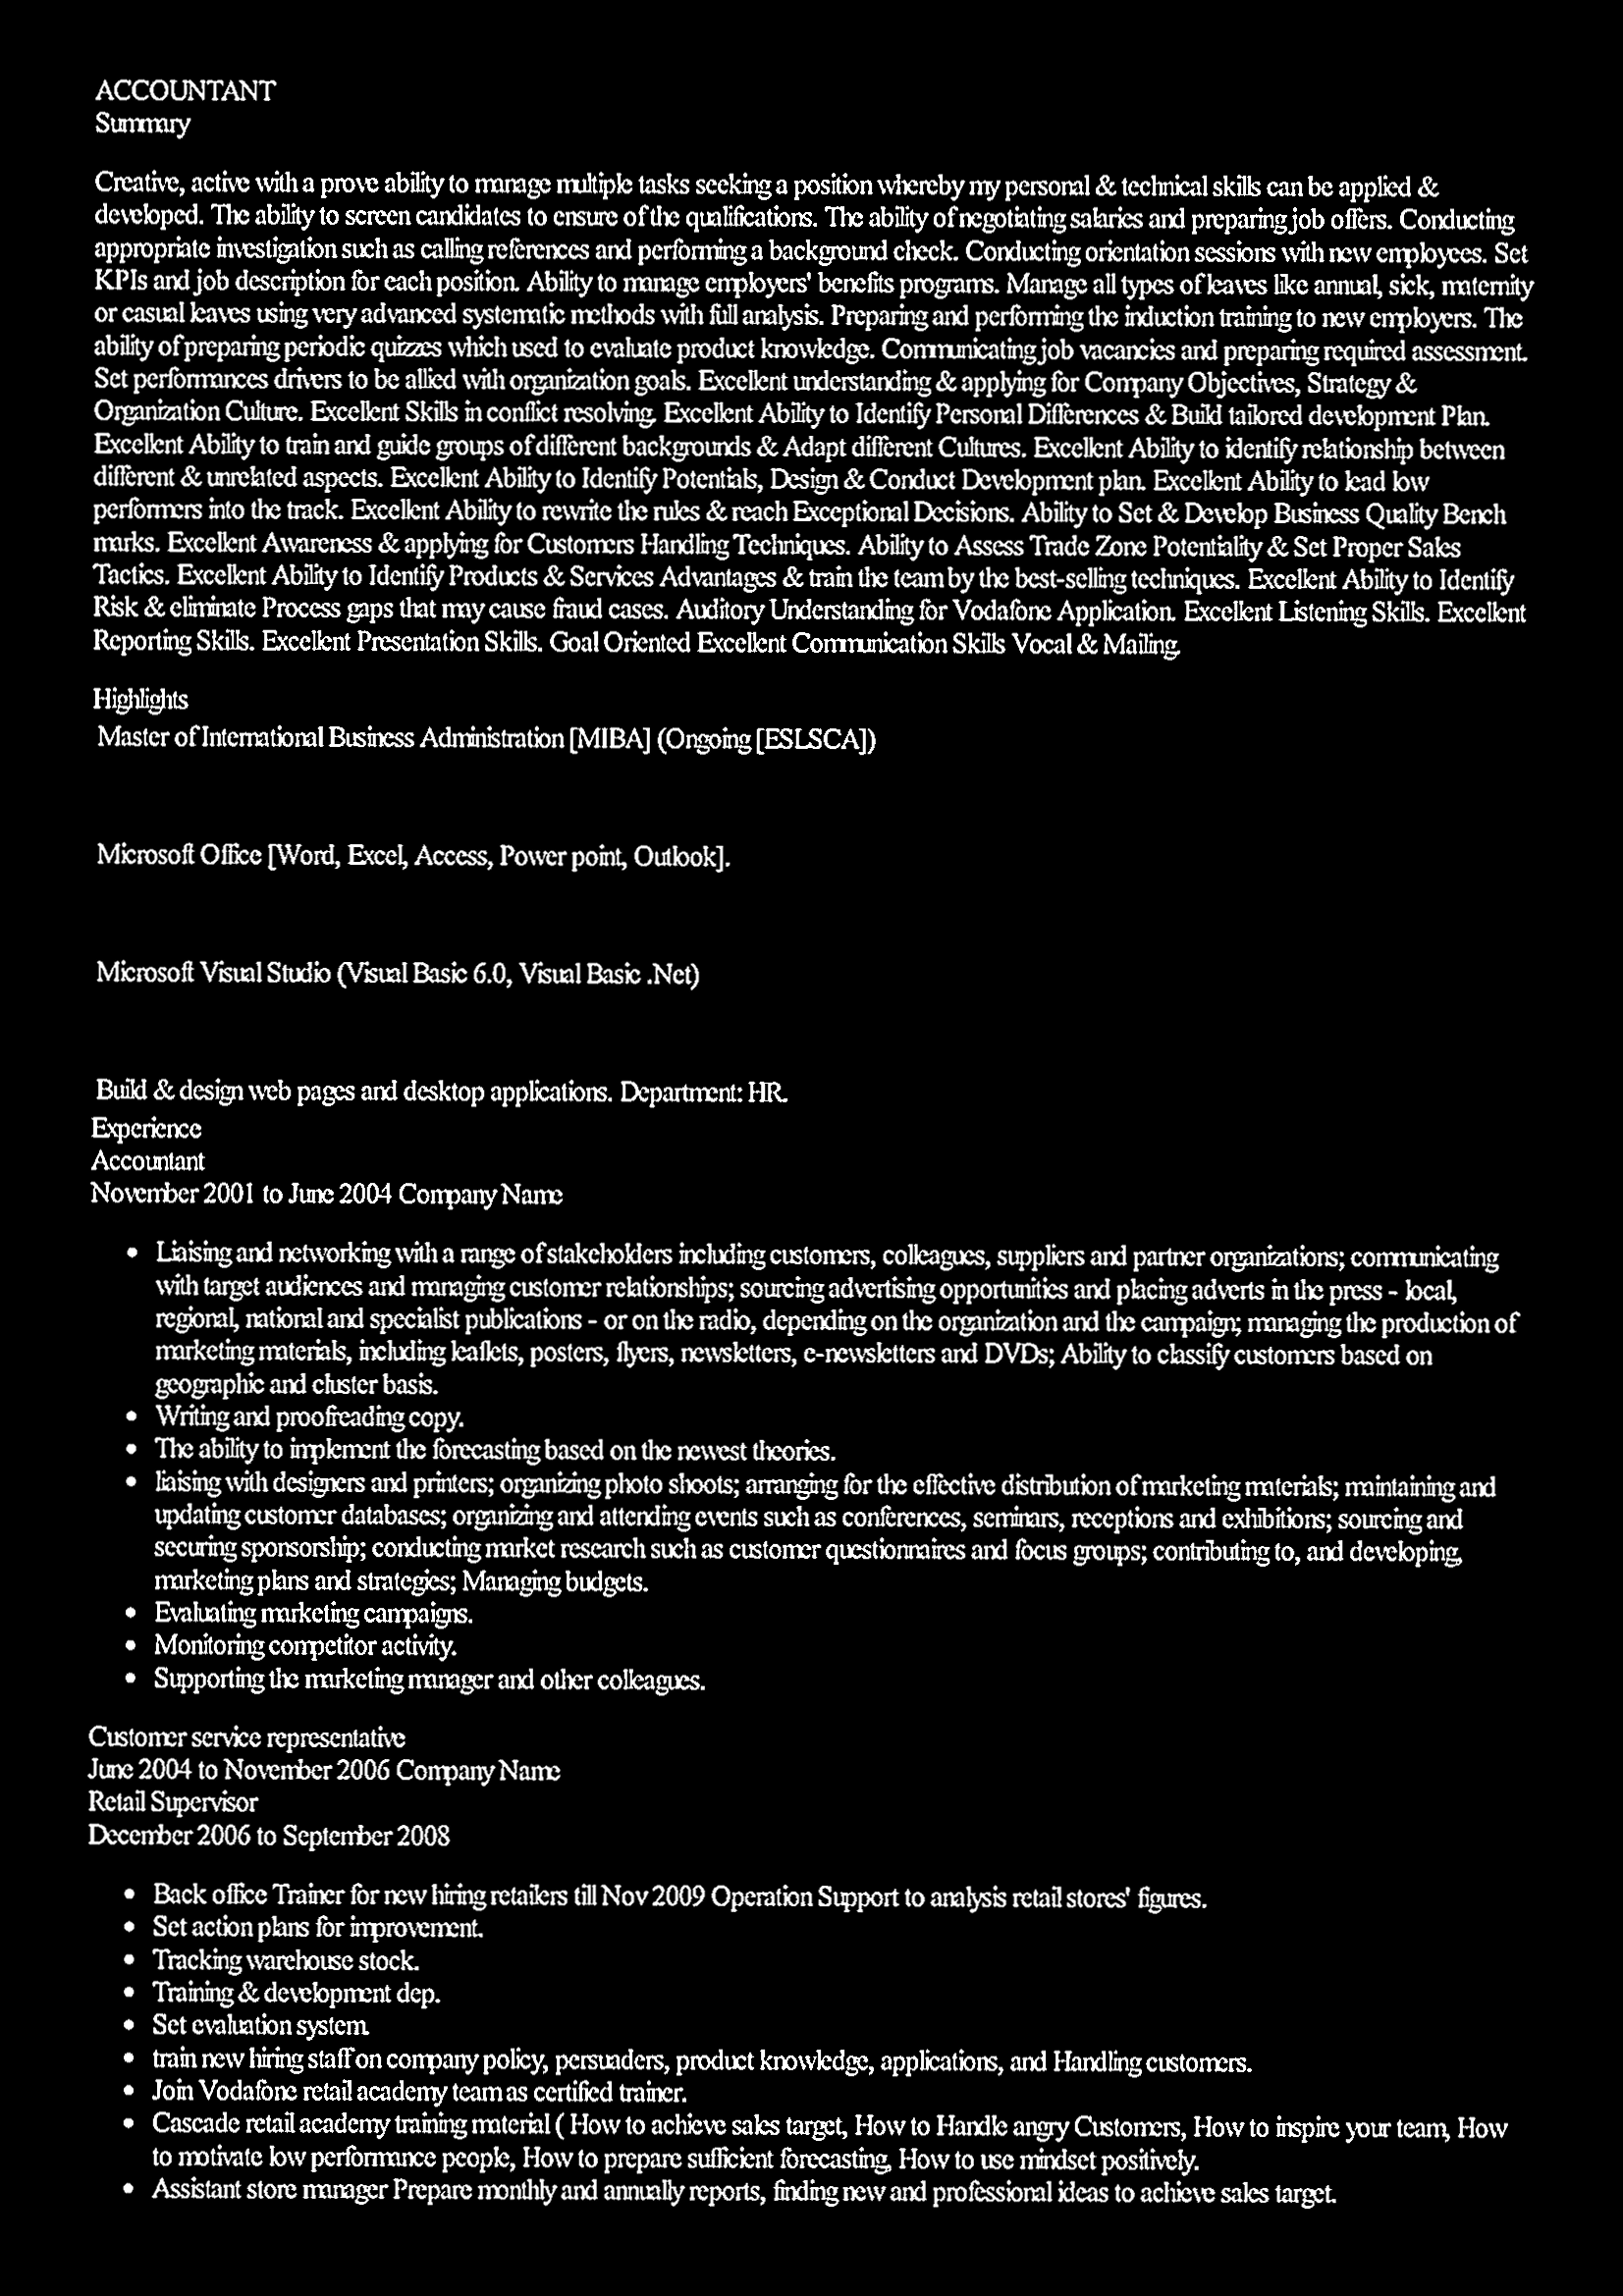 ACCOUNTANT
Summary
Creative, active with a prove ability to manage multiple tasks seeking a position whereby my personal & technical skills can be applied &
developed. The ability to screen candidates to ensure of the qualifications. The ability of negotiating salaries and preparing job offers. Conducting
appropriate investigation such as calling references and performing a background check. Conducting orientation sessions with new employees. Set
KPIs and job description for each position. Ability to manage employers' benefits programs. Manage all types of leaves like annual, sick, maternity
or casual leaves using very advanced systematic methods with full analysis. Preparing and performing the induction training to new employers. The
ability of preparing periodic quizzes which used to evaluate product knowledge. Communicating job vacancies and preparing required assessment.
Set performances drivers to be allied with organization goals. Excellent understanding & applying for Company Objectives, Strategy &
Organization Culture. Excellent Skills in conflict resolving. Excellent Ability to Identify Personal Differences & Build tailored development Plan.
Excellent Ability to train and guide groups of different backgrounds & Adapt different Cultures. Excellent Ability to identify relationship between
different & unrelated aspects. Excellent Ability to Identify Potentials, Design & Conduct Development plan. Excellent Ability to lead low
performers into the track. Excellent Ability to rewrite the rules & reach Exceptional Decisions. Ability to Set & Develop Business Quality Bench
marks. Excellent Awareness & applying for Customers Handling Techniques. Ability to Assess Trade Zone Potentiality & Set Proper Sales
Tactics. Excellent Ability to Identify Products & Services Advantages & train the team by the best-selling techniques. Excellent Ability to Identify
Risk & eliminate Process gaps that may cause fraud cases. Auditory Understanding for Vodafone Application. Excellent Listening Skills. Excellent
Reporting Skills. Excellent Presentation Skills. Goal Oriented Excellent Communication Skills Vocal & Mailing.
Highlights
Master of International Business Administration [MIBA] (Ongoing [ESLSCA])
Microsoft Office [Word, Excel, Access, Power point, Outlook].
Microsoft Visual Studio (Visual Basic 6.0, Visual Basic .Net)
Build & design web pages and desktop applications. Department: HR.
Experience
Accountant
November 2001 to June 2004 Company Name
• Liaising and networking with a range of stakeholders including customers, colleagues, suppliers and partner organizations; communicating
with target audiences and managing customer relationships; sourcing advertising opportunities and placing adverts in the press - local,
regional, national and specialist publications - or on the radio, depending on the organization and the campaign; managing the production of
marketing materials, including leaflets, posters, flyers, newsletters, e-newsletters and DVDs; Ability to classify customers based on
geographic and cluster basis.
• Writing and proofreading copy.
• The ability to implement the forecasting based on the newest theories.
• liaising with designers and printers; organizing photo shoots; arranging for the effective distribution of marketing materials; maintaining and
updating customer databases; organizing and attending events such as conferences, seminars, receptions and exhibitions; sourcing and
securing sponsorship; conducting market research such as customer questionnaires and focus groups; contributing to, and developing,
marketing plans and strategies; Managing budgets.
• Evaluating marketing campaigns.
• Monitoring competitor activity.
• Supporting the marketing manager and other colleagues.
Customer service representative
June 2004 to November 2006 Company Name
Retail Supervisor
December 2006 to September 2008
• Back office Trainer for new hiring retailers till Nov 2009 Operation Support to analysis retail stores' figures.
• Set action plans for improvement.
• Tracking warehouse stock.
• Training & development dep.
• Set evaluation system.
• train new hiring staff on company policy, persuaders, product knowledge, applications, and Handling customers.
• Join Vodafone retail academy team as certified trainer.
• Cascade retail academy training material ( How to achieve sales target, How to Handle angry Customers, How to inspire your team, How
to motivate low performance people, How to prepare sufficient forecasting, How to use mindset positively.
• Assistant store manager Prepare monthly and annually reports, finding new and professional ideas to achieve sales target.